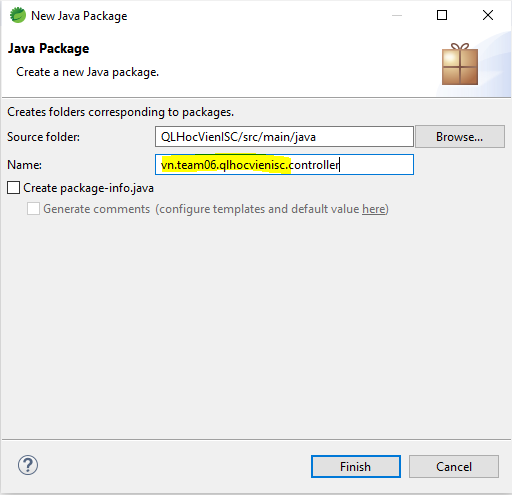 New Java Package
Java Package
Create a new Java package.
Creates folders corresponding to packages.
Source folder: QLHocVienISC/src/main/java Browse...
Name: vn.team06.qlhocvienisc.controller
Create package-info.java
Generate comments (configure templates and default value here)
? Finish Cancel